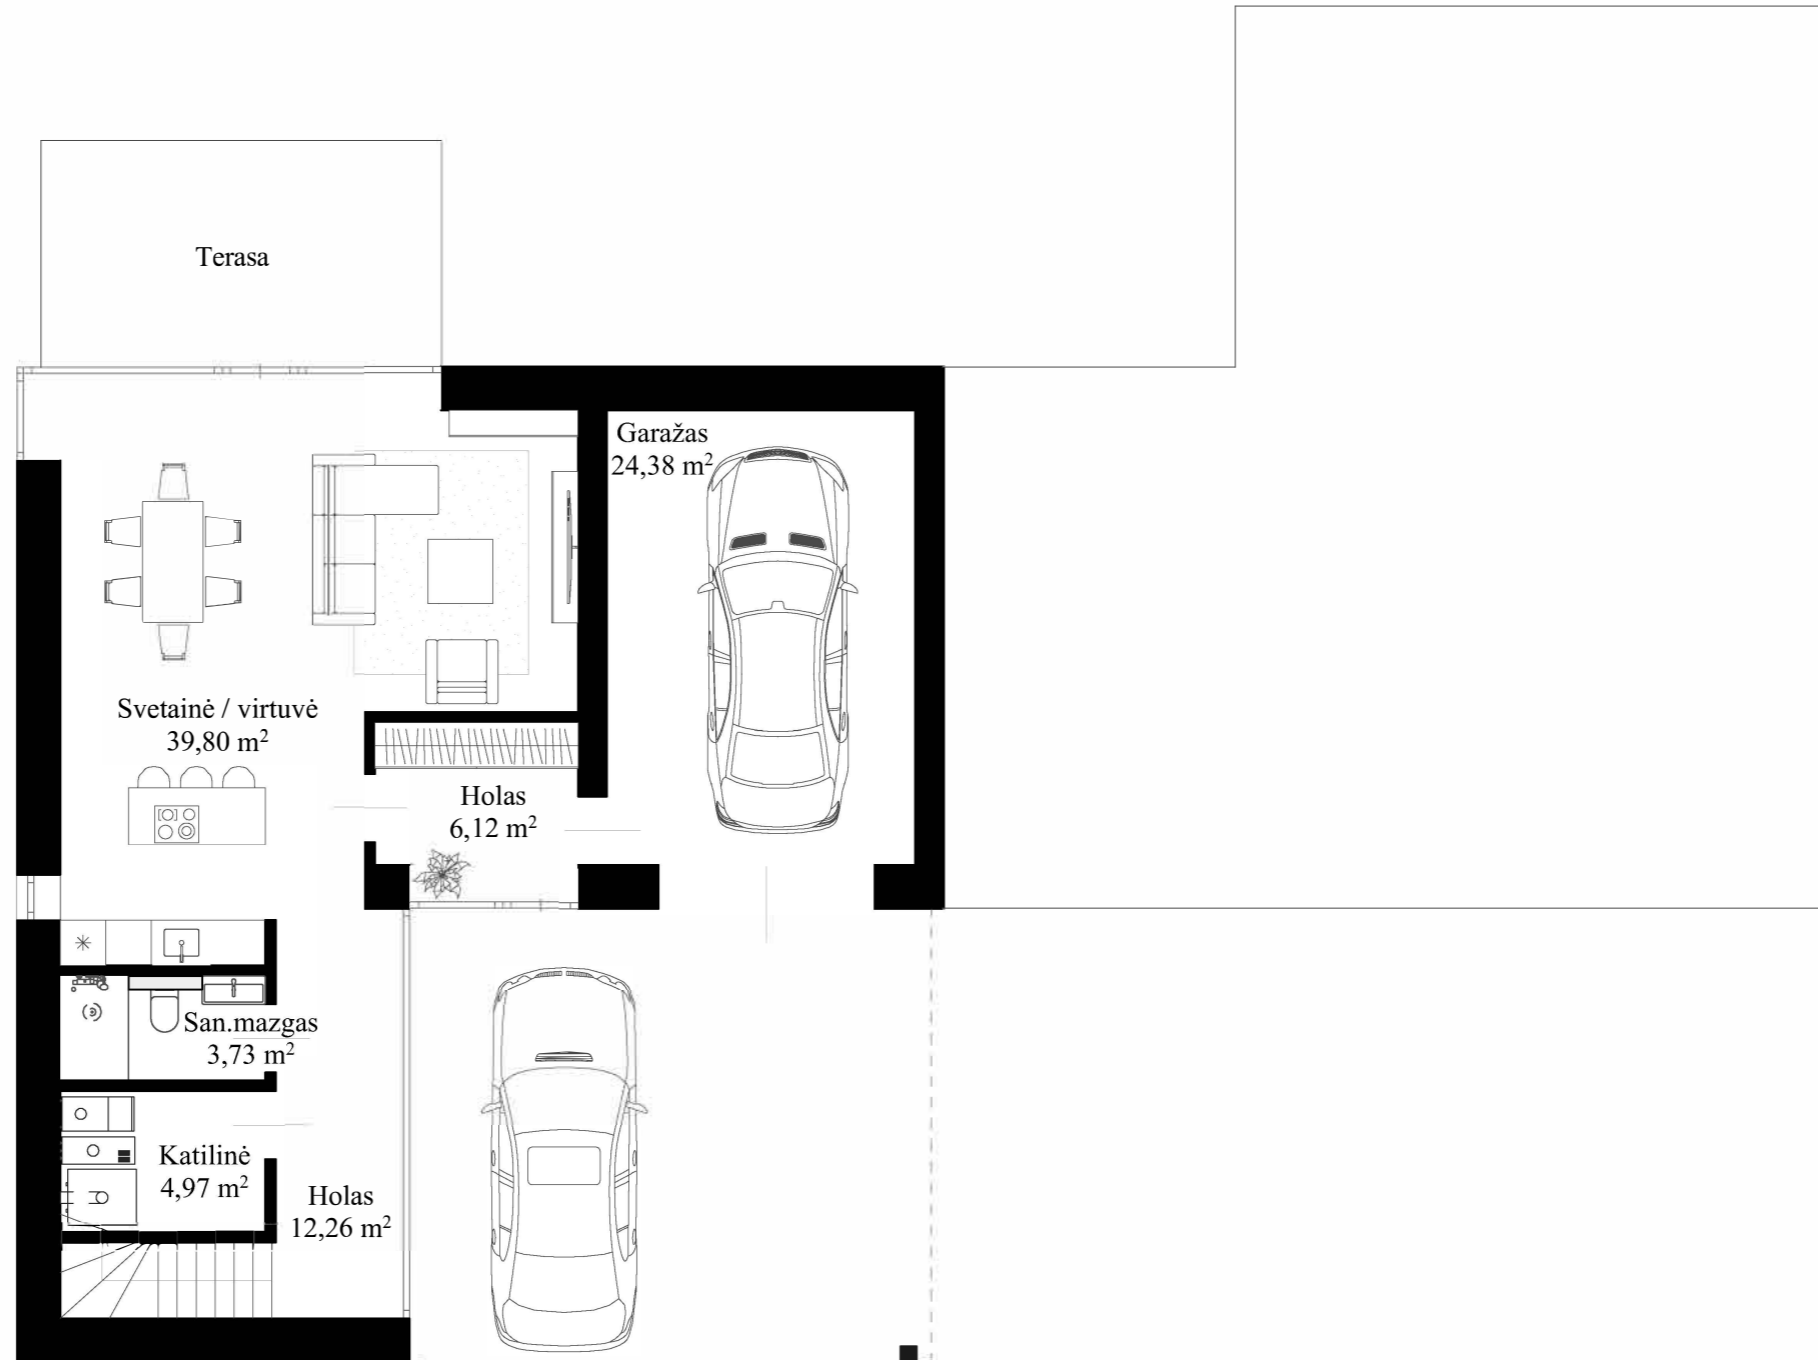 Terasa
Garažas
24,38 m²
Svetainė / virtuvė
39,80 m²
Holas
6,12 m²
San.mazgas
3,73 m²
Katilinė
4,97 m²
Holas
12,26 m²